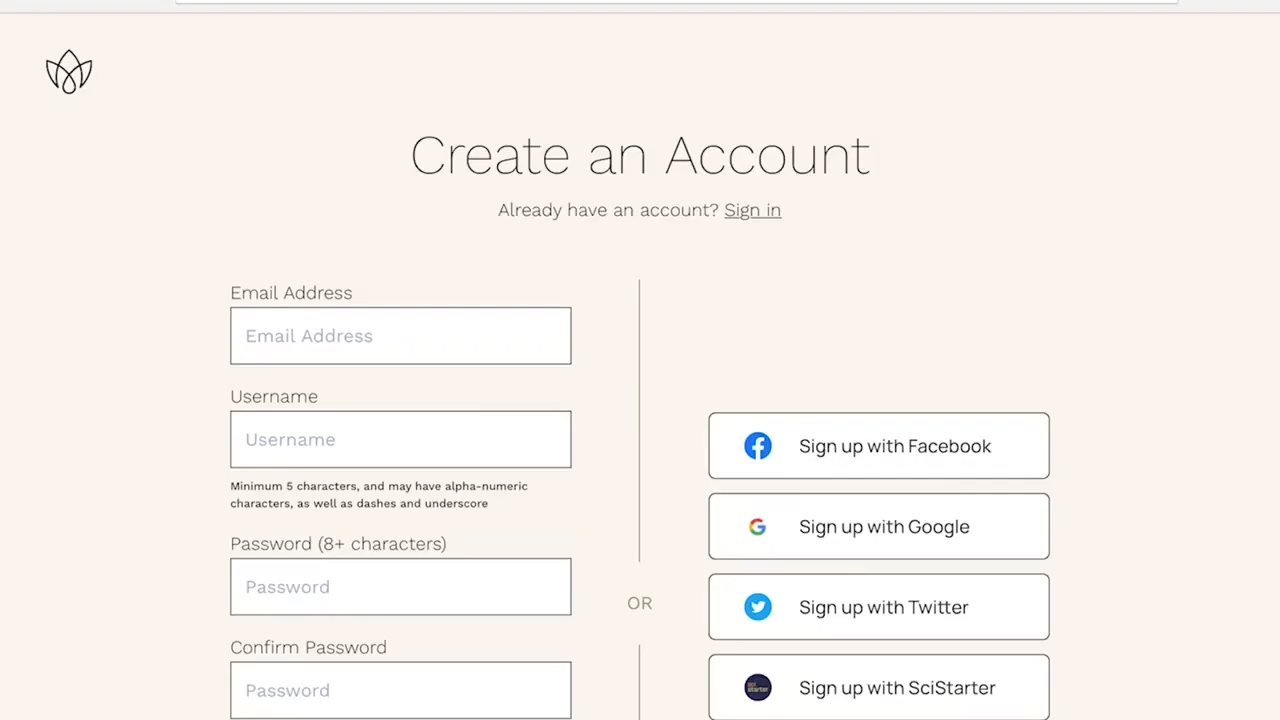 Create an Account
Already have an account? Sign in
Email Address
Email Address
Username
Username
Minimum 5 characters, and may have alpha-numeric
characters, as well as dashes and underscore
Password (8+ characters)
Password
Confirm Password
Password
OR
Sign up with Facebook
Sign up with Google
Sign up with Twitter
sci
starter
Sign up with SciStarter